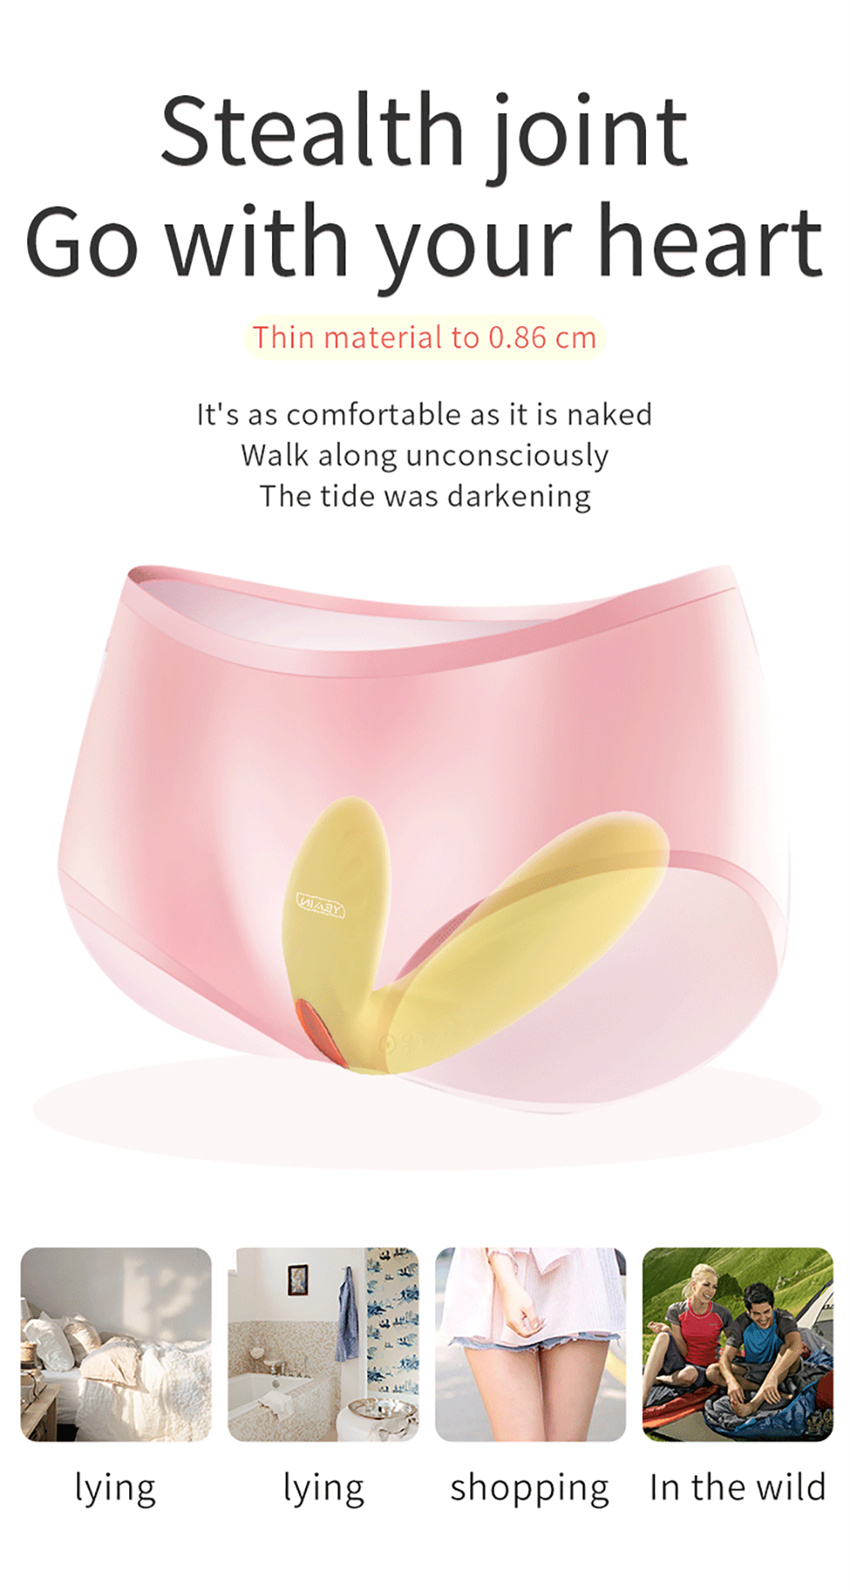 Stealth joint
Go with your heart
Thin material to 0.86 cm
It's as comfortable as it is naked
Walk along unconsciously
The tide was darkening
YEAIN
lying
lying
shopping
In the wild